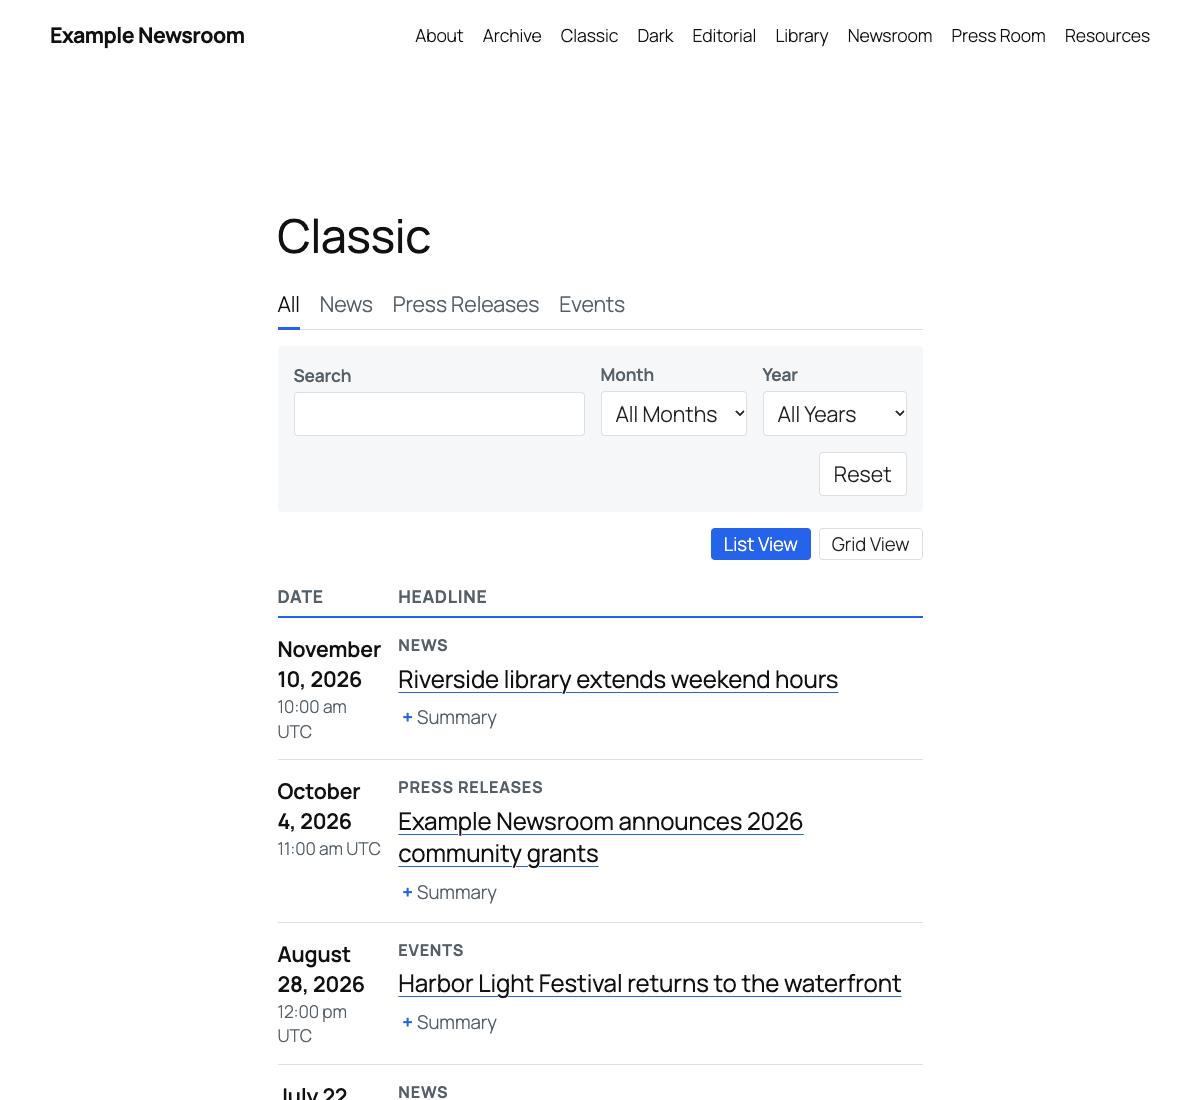 Example Newsroom
About Archive Classic Dark Editorial Library Newsroom Press Room Resources
Classic
All News Press Releases Events
Search Month Year
All Months All Years
Reset
List View Grid View
DATE HEADLINE
November
10, 2026
10:00 am
UTC
NEWS
Riverside library extends weekend hours
+ Summary
October
4, 2026
11:00 am UTC
PRESS RELEASES
Example Newsroom announces 2026
community grants
+ Summary
August
28, 2026
12:00 pm
UTC
EVENTS
Harbor Light Festival returns to the waterfront
+ Summary
July 22
NEWS